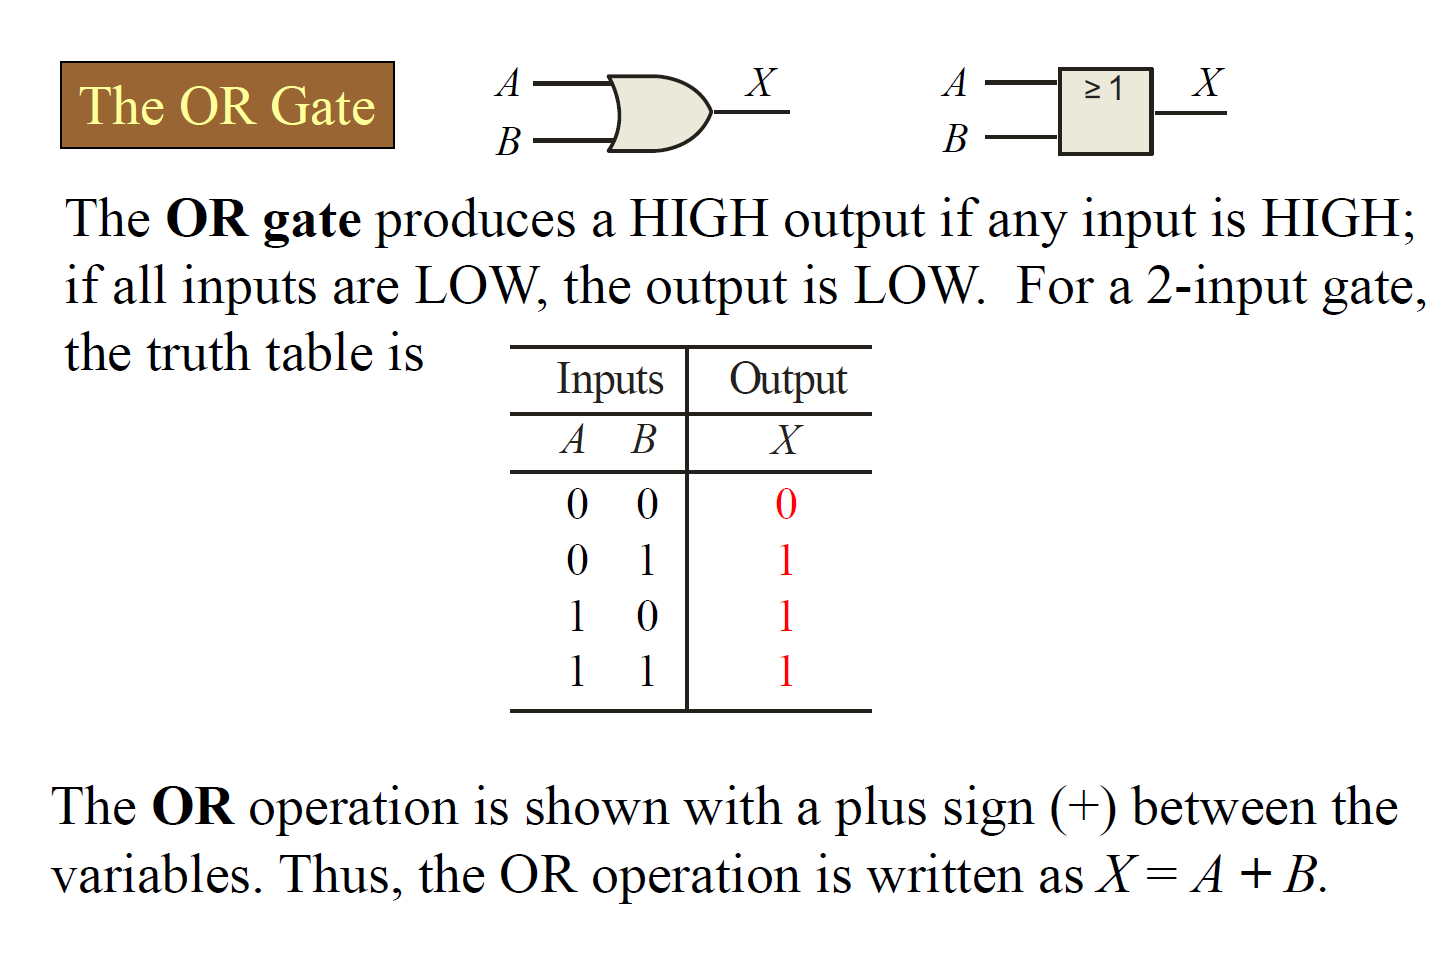 The OR Gate
A X
B
A ≥ 1 X
B
The OR gate produces a HIGH output if any input is HIGH;
if all inputs are LOW, the output is LOW.  For a 2-input gate,
the truth table is
Inputs Output
A B X
0 0 0
0 1 1
1 0 1
1 1 1
The OR operation is shown with a plus sign (+) between the
variables. Thus, the OR operation is written as X = A + B.